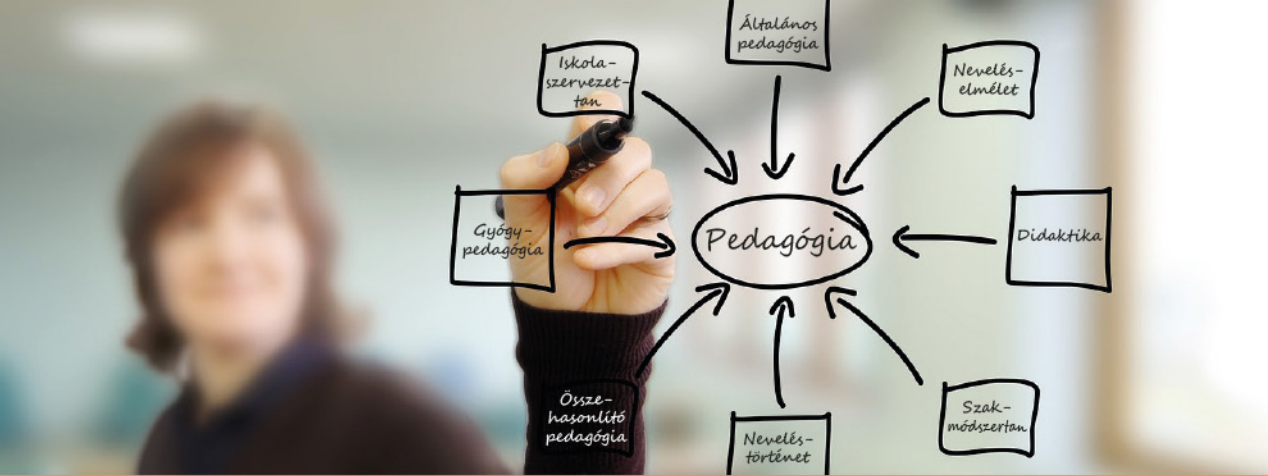 Általános
pedagógia
Iskola-
szervezet-
tan
Nevelés-
elmélet
Gyógy-
pedagógia
Pedagógia
Didaktika
Össze-
hasonlító
pedagógia
Nevelés-
történet
Szak-
módszertan